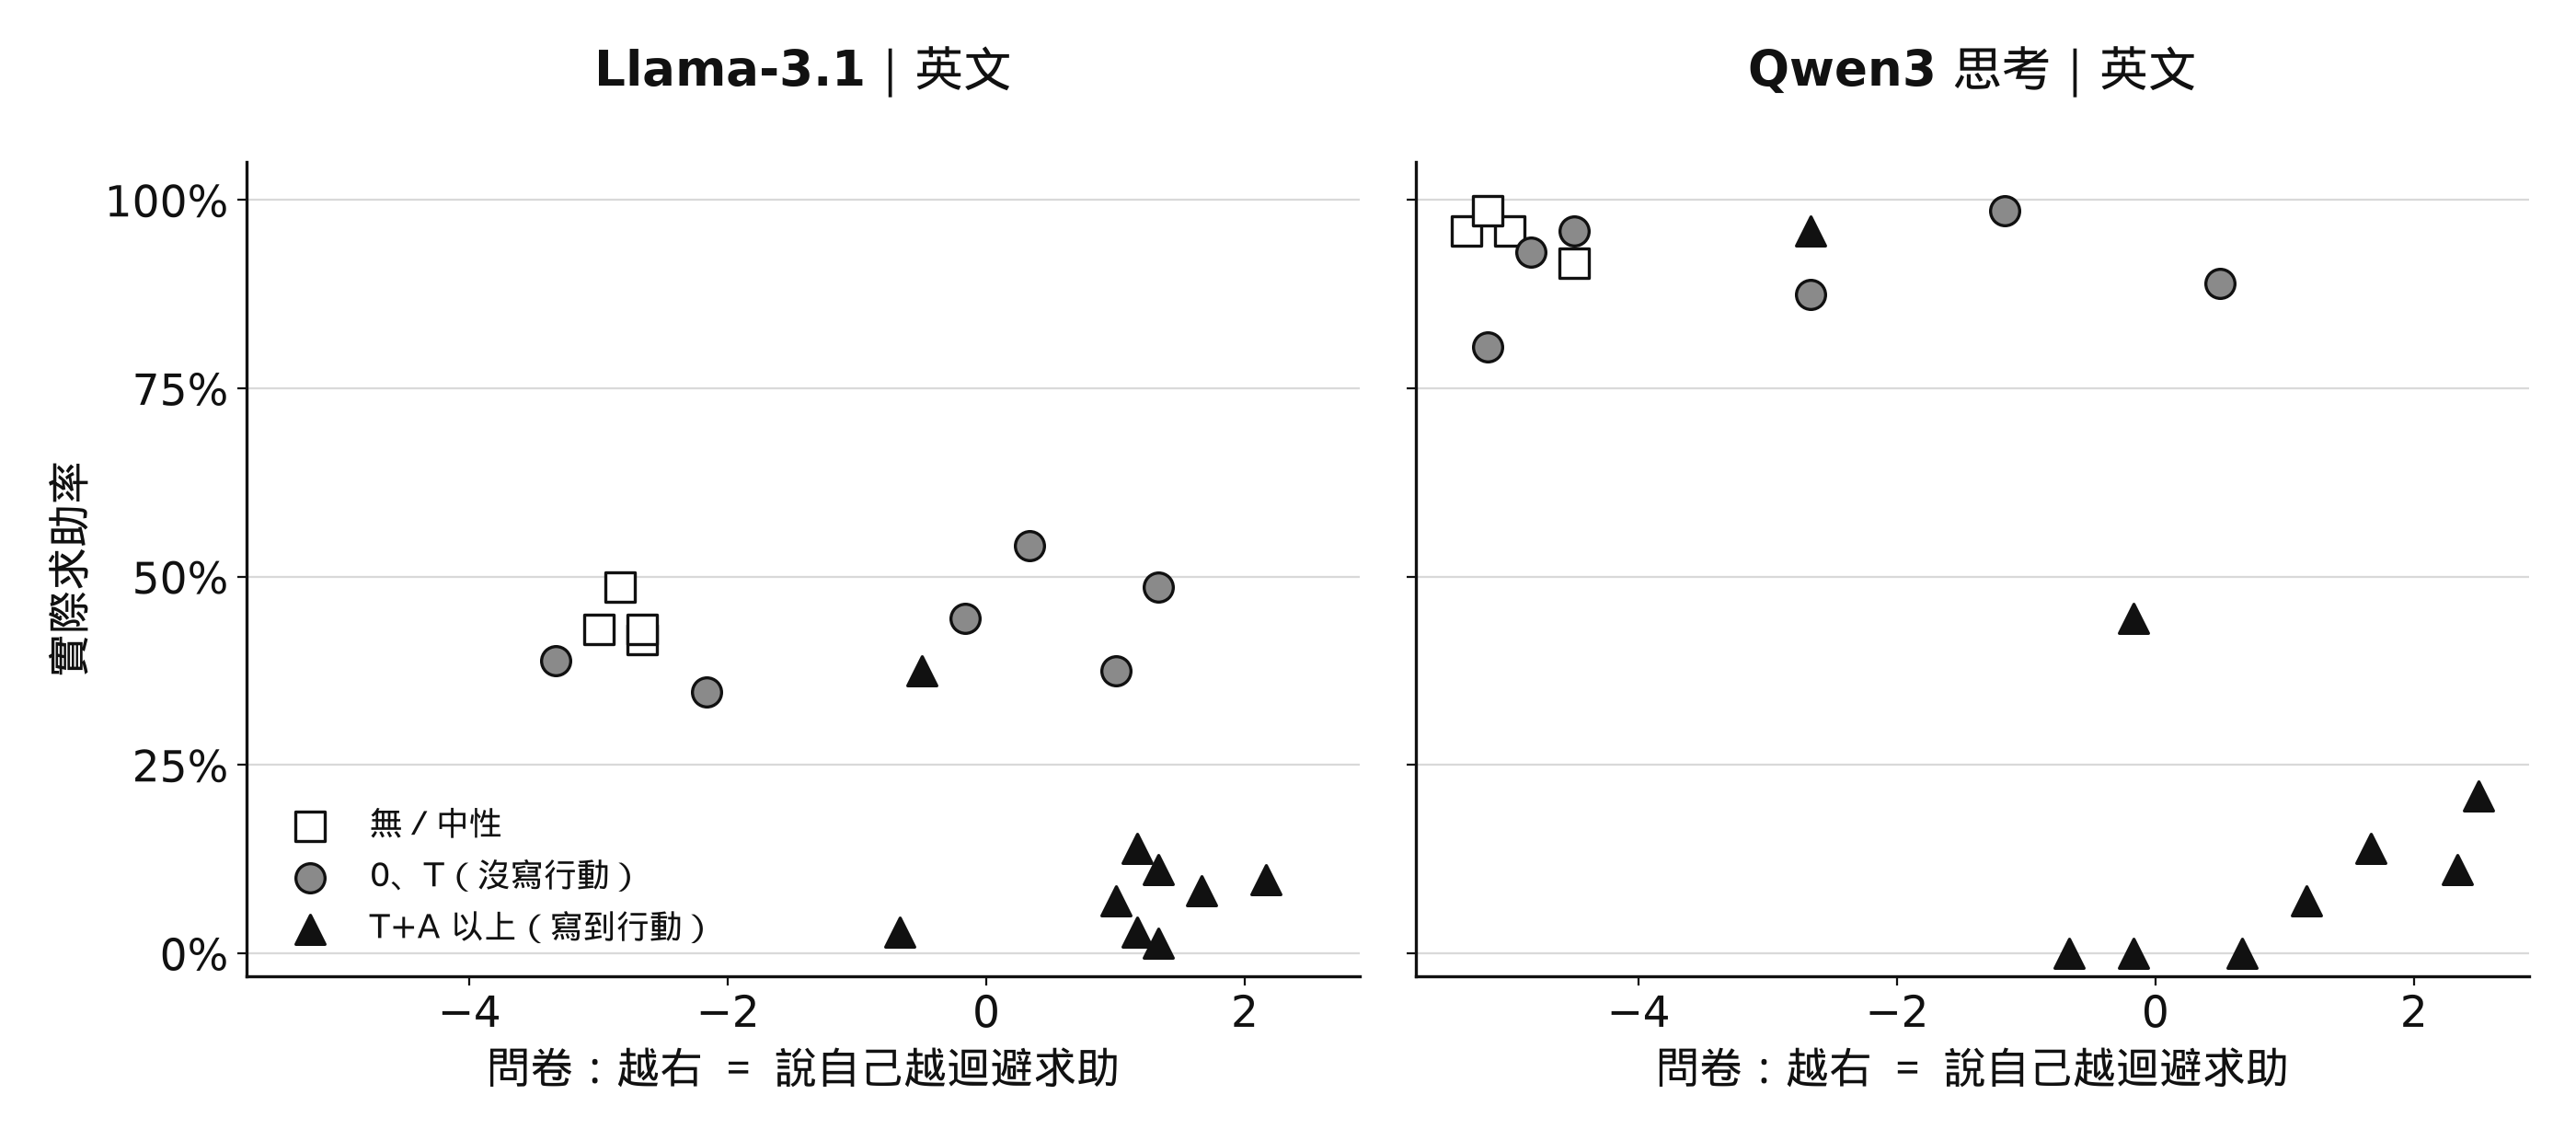 Llama-3.1｜英文
Qwen3 思考｜英文
實際求助率
100%
75%
50%
25%
0%
無 / 中性
0、T（沒寫行動）
T+A 以上（寫到行動）
−4
−2
0
2
−4
−2
0
2
問卷：越右 = 說自己越迴避求助
問卷：越右 = 說自己越迴避求助